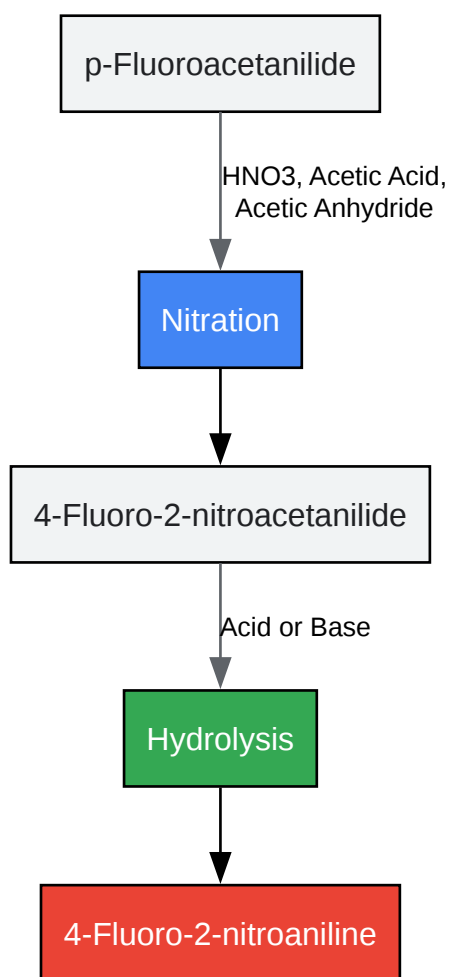 p-Fluoroacetanilide
HNO3, Acetic Acid,
Acetic Anhydride
Nitration
4-Fluoro-2-nitroacetanilide
Acid or Base
Hydrolysis
4-Fluoro-2-nitroaniline